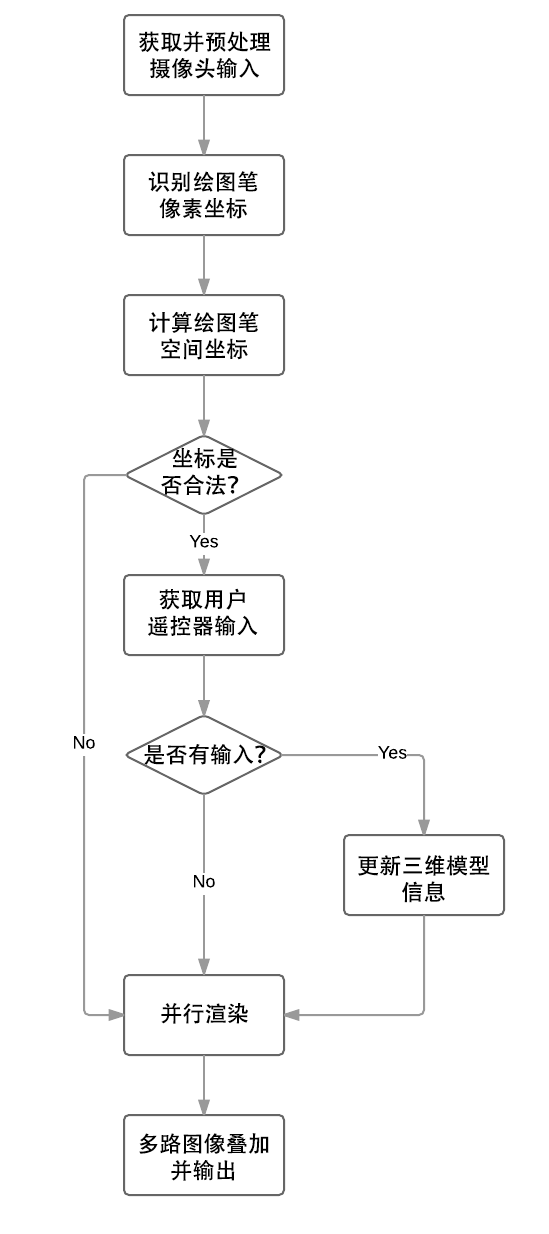 获取并预处理
摄像头输入
识别绘图笔
像素坐标
计算绘图笔
空间坐标
坐标是
否合法?
Yes
获取用户
遥控器输入
No
是否有输入?
Yes
更新三维模型
信息
No
并行渲染
多路图像叠加
并输出